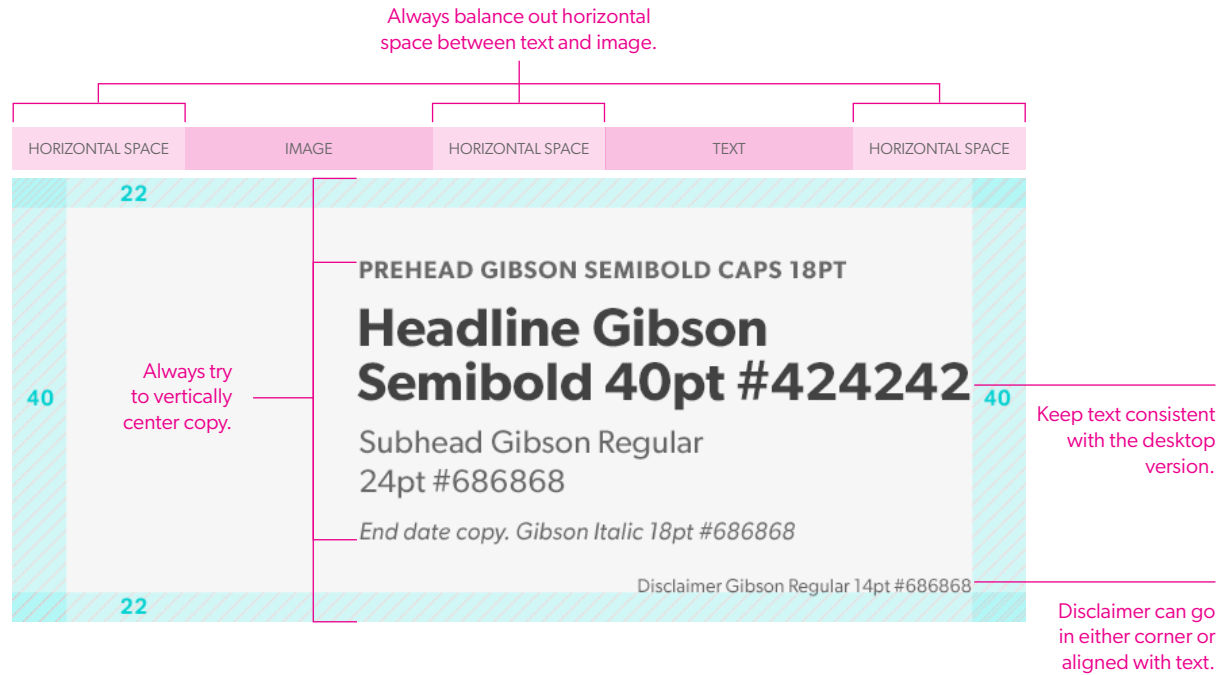 Always balance out horizontal
space between text and image.
HORIZONTAL SPACE
IMAGE
HORIZONTAL SPACE
TEXT
HORIZONTAL SPACE
22
PREHEAD GIBSON SEMIBOLD CAPS 18PT
Headline Gibson
Semibold 40pt #424242
Always try
to vertically
center copy.
40
40
Keep text consistent
with the desktop
version.
Subhead Gibson Regular
24pt #686868
End date copy. Gibson Italic 18pt #686868
Disclaimer Gibson Regular 14pt #686868
22
Disclaimer can go
in either corner or
aligned with text.